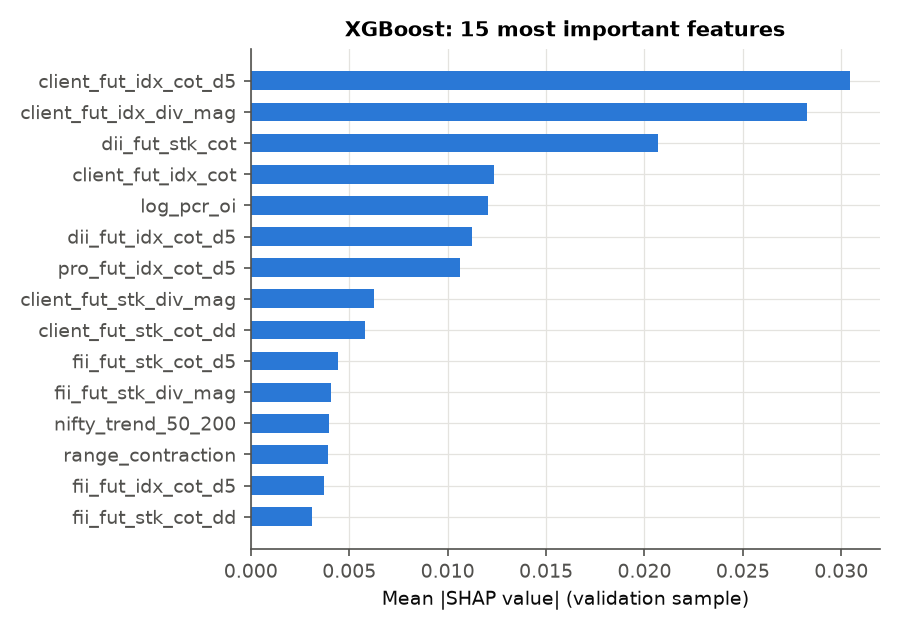 XGBoost: 15 most important features
client_fut_idx_cot_d5
client_fut_idx_div_mag
dii_fut_stk_cot
client_fut_idx_cot
log_pcr_oi
dii_fut_idx_cot_d5
pro_fut_idx_cot_d5
client_fut_stk_div_mag
client_fut_stk_cot_dd
fii_fut_stk_cot_d5
fii_fut_stk_div_mag
nifty_trend_50_200
range_contraction
fii_fut_idx_cot_d5
fii_fut_stk_cot_dd
0.000 0.005 0.010 0.015 0.020 0.025 0.030
Mean |SHAP value| (validation sample)